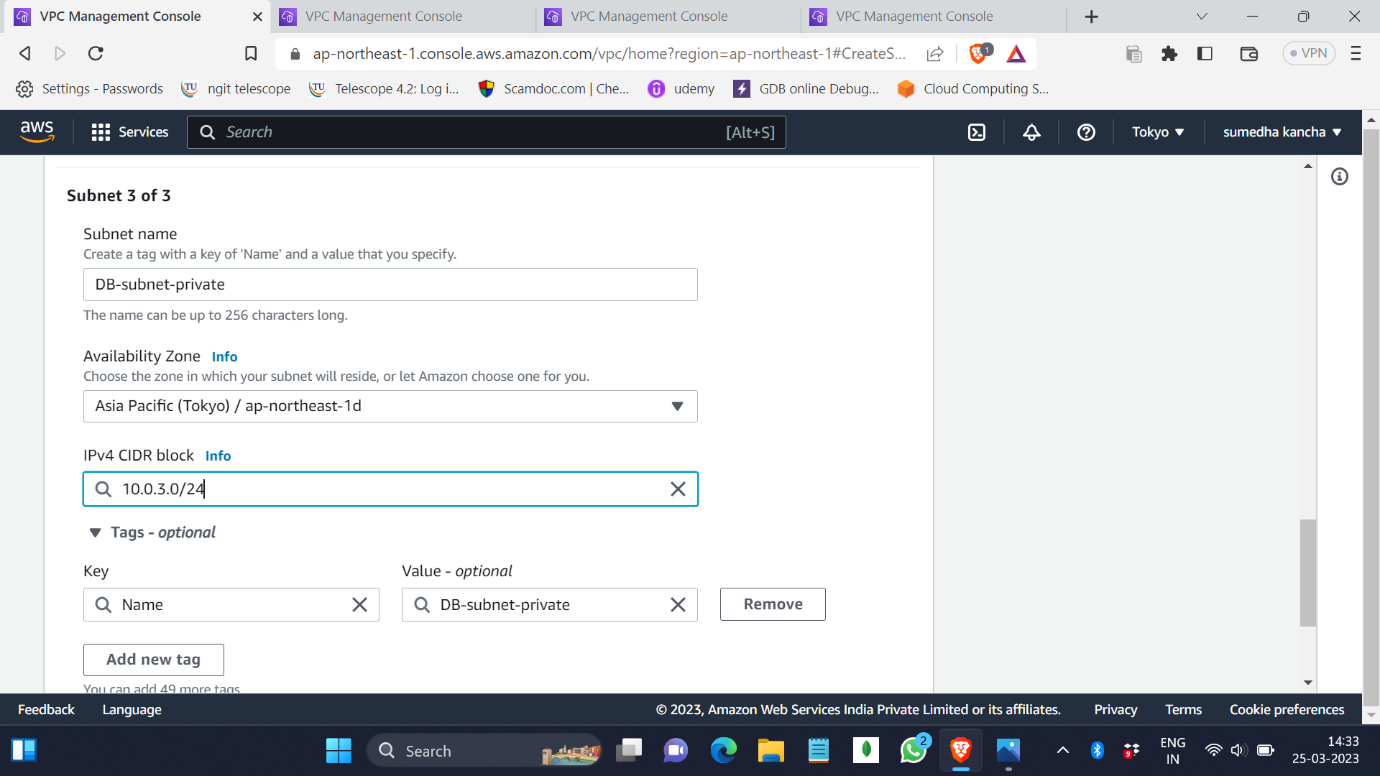 VPC Management Console
VPC Management Console
VPC Management Console
VPC Management Console
ap-northeast-1.console.aws.amazon.com/vpc/home?region=ap-northeast-1#CreateS...
1
VPN
Settings - Passwords
TU
ngit telescope
TU
Telescope 4.2: Log i...
Scamdoc.com | Che...
udemy
GDB online Debug...
Cloud Computing S...
aws
Services
Search
[Alt+S]
Tokyo
sumedha kancha
Subnet 3 of 3
Subnet name
Create a tag with a key of 'Name' and a value that you specify.
DB-subnet-private
The name can be up to 256 characters long.
Availability Zone Info
Choose the zone in which your subnet will reside, or let Amazon choose one for you.
Asia Pacific (Tokyo) / ap-northeast-1d
IPv4 CIDR block Info
10.0.3.0/24
Tags - optional
Key
Value - optional
Name
DB-subnet-private
Remove
Add new tag
You can add 49 more tags
Feedback
Language
© 2023, Amazon Web Services India Private Limited or its affiliates.
Privacy
Terms
Cookie preferences
Search
2
9
ENG
IN
14:33
25-03-2023